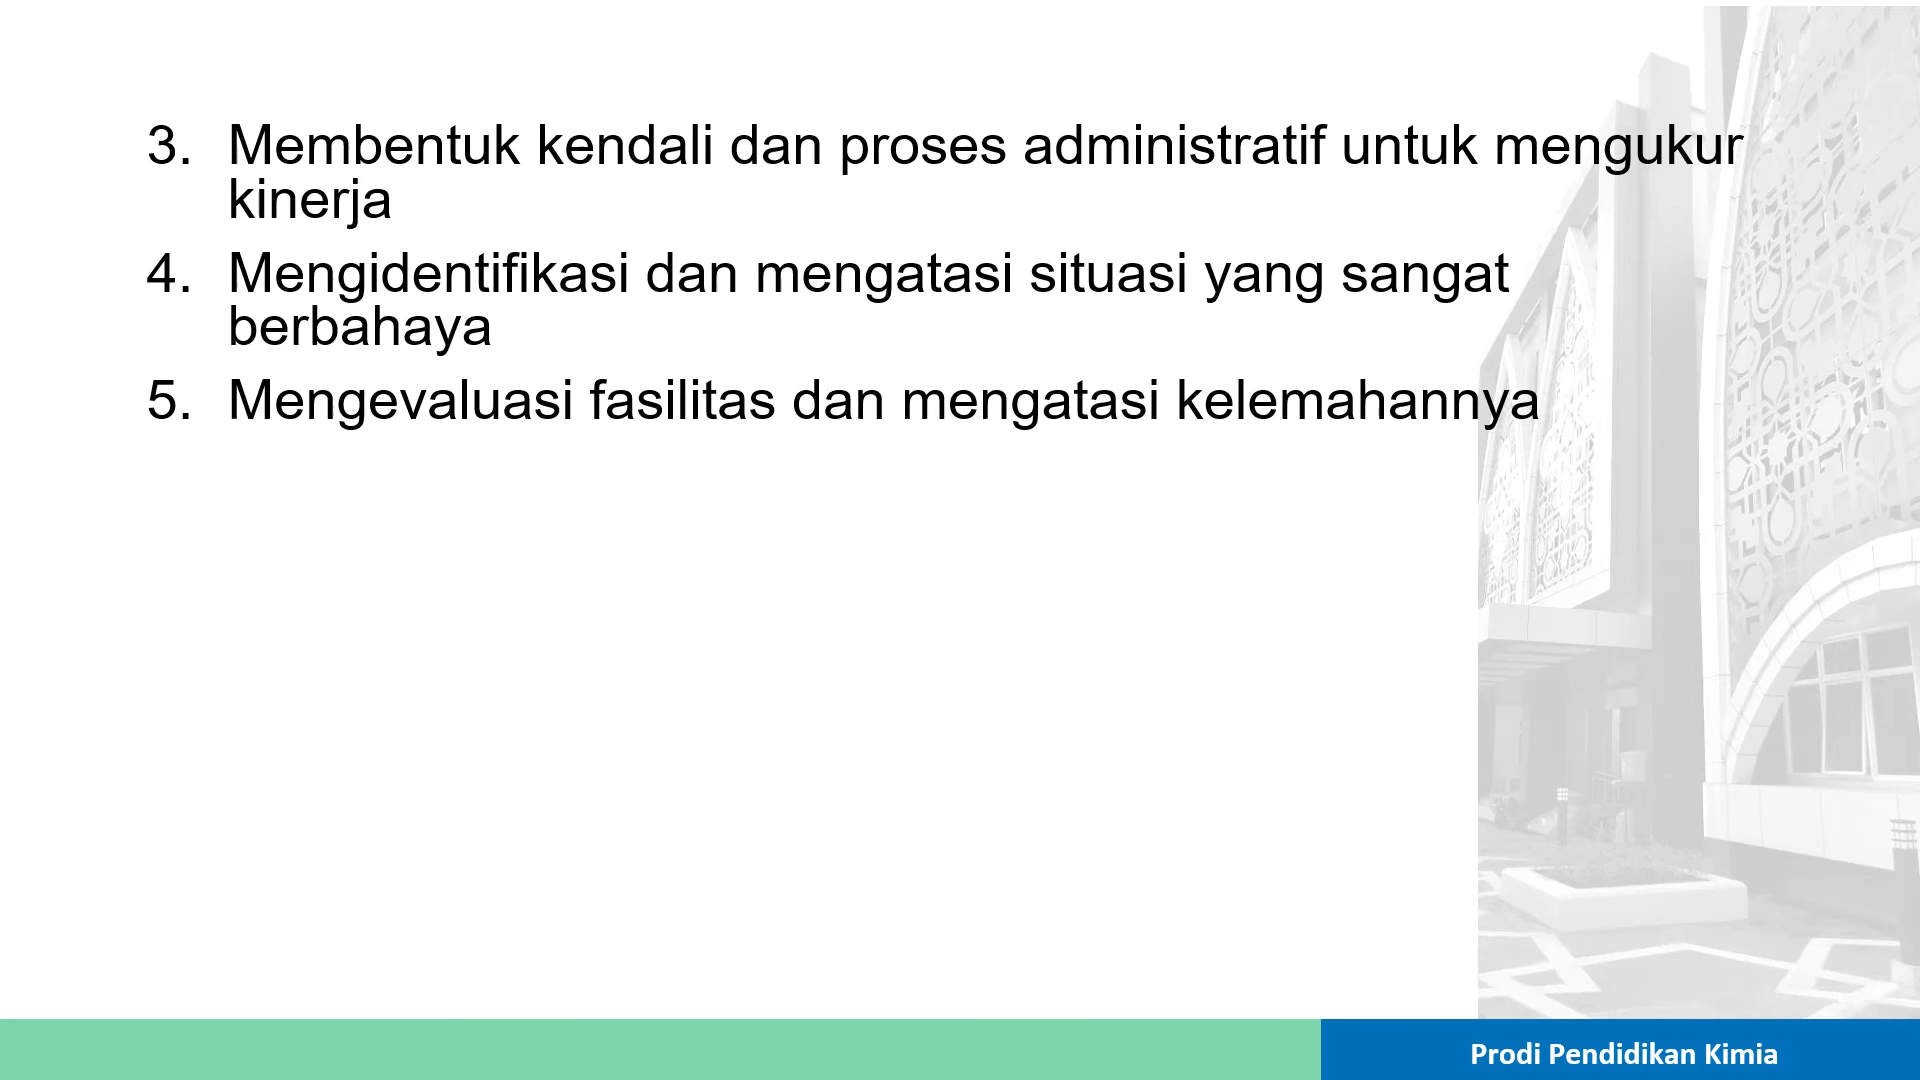 3. Membentuk kendali dan proses administratif untuk mengukur
kinerja
4. Mengidentifikasi dan mengatasi situasi yang sangat
berbahaya
5. Mengevaluasi fasilitas dan mengatasi kelemahannya
Prodi Pendidikan Kimia